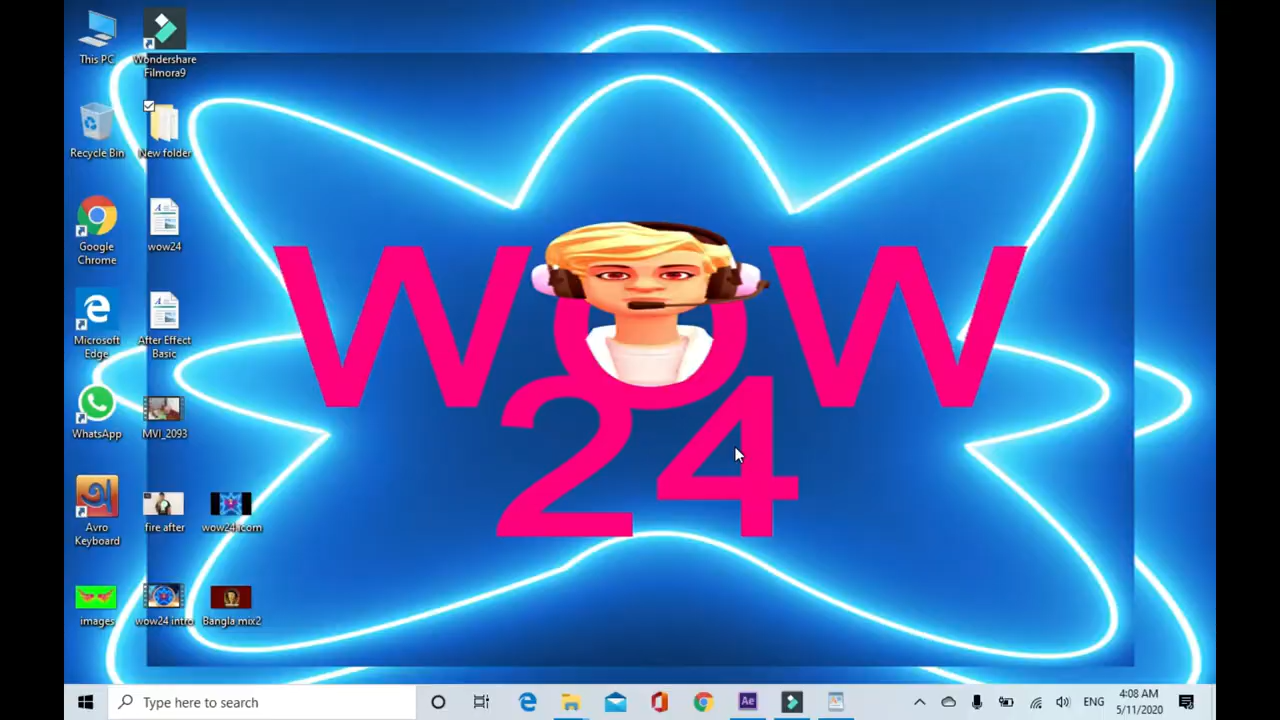 This PC
Wondershare
Filmora9
Recycle Bin
New folder
Google
Chrome
wow24
Microsoft
Edge
After Effect
Basic
WhatsApp
MVI_2093
Avro
Keyboard
fire after
wow24 icom
images
wow24 intro
Bangla mix2
WOW
24
Type here to search
Ae
ENG
4:08 AM
5/11/2020